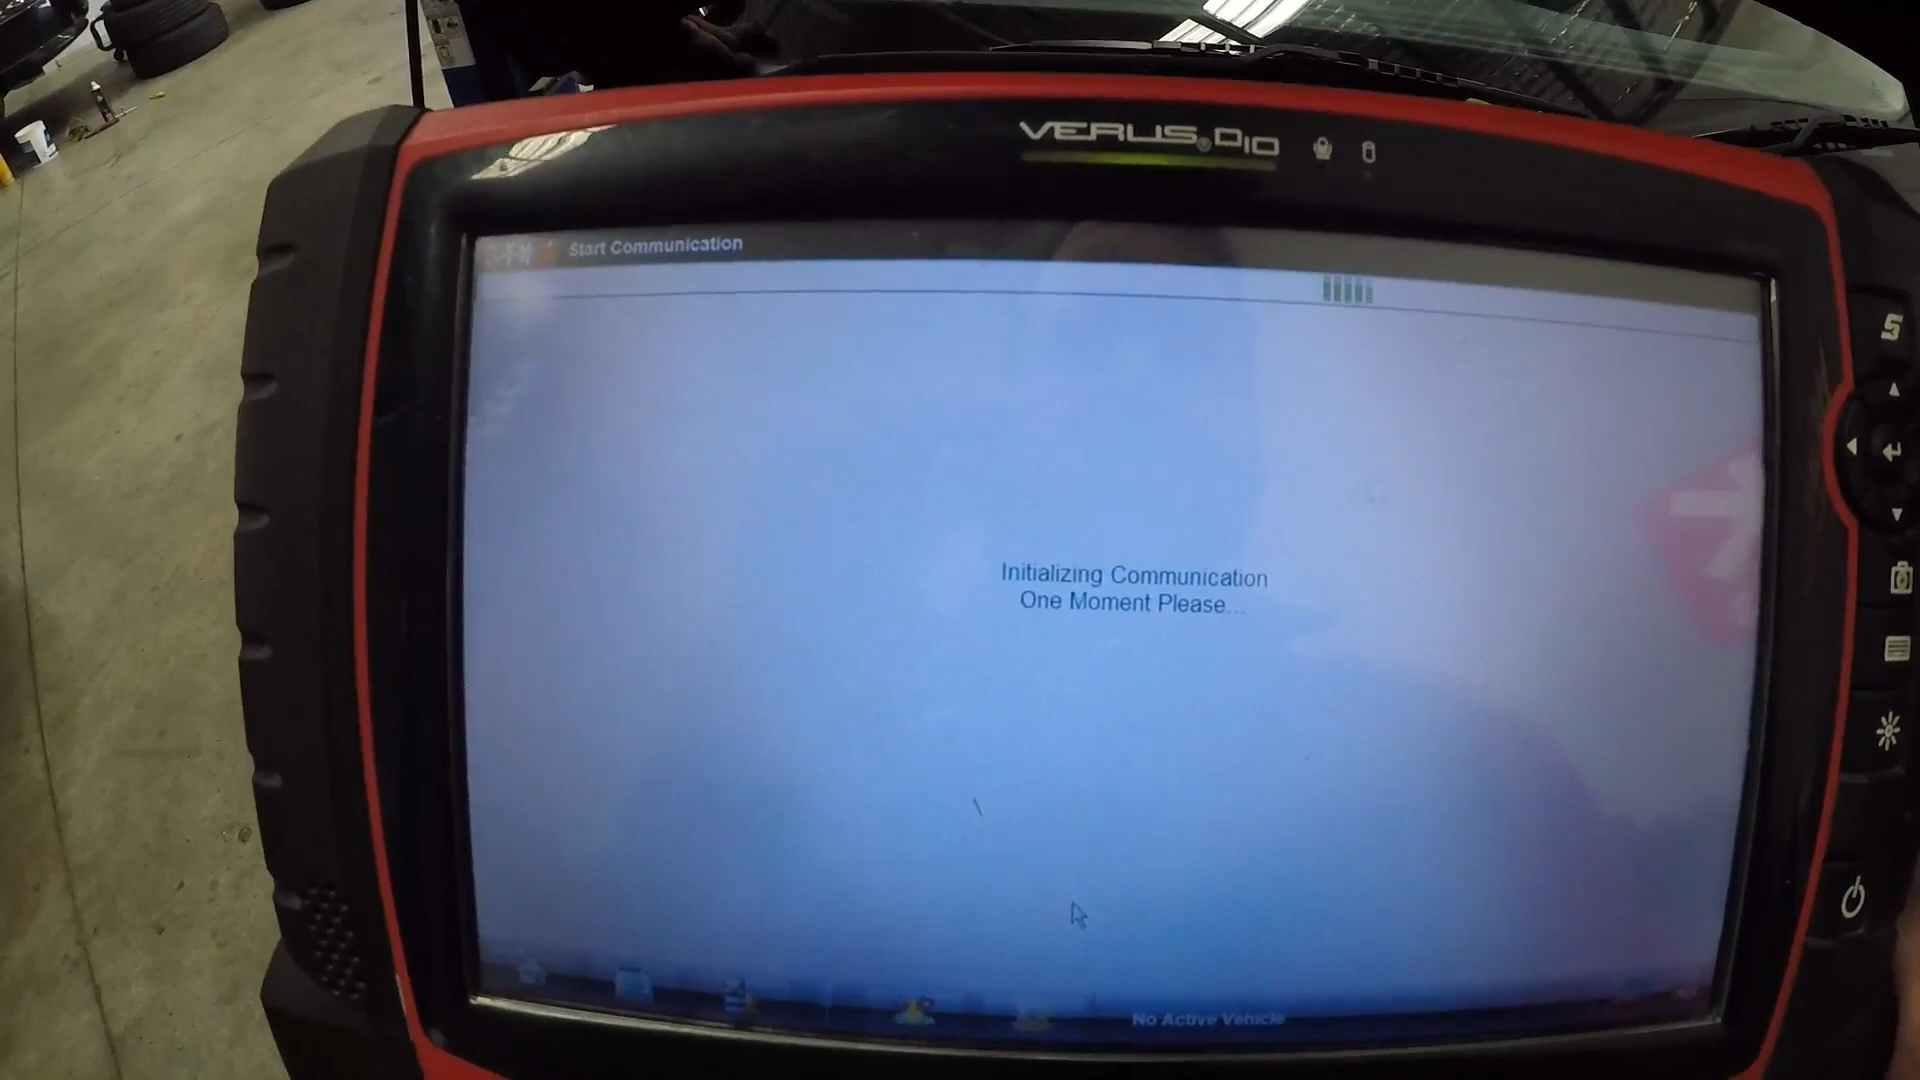 VERUS® D10
Start Communication
Initializing Communication
One Moment Please...
No Active Vehicle